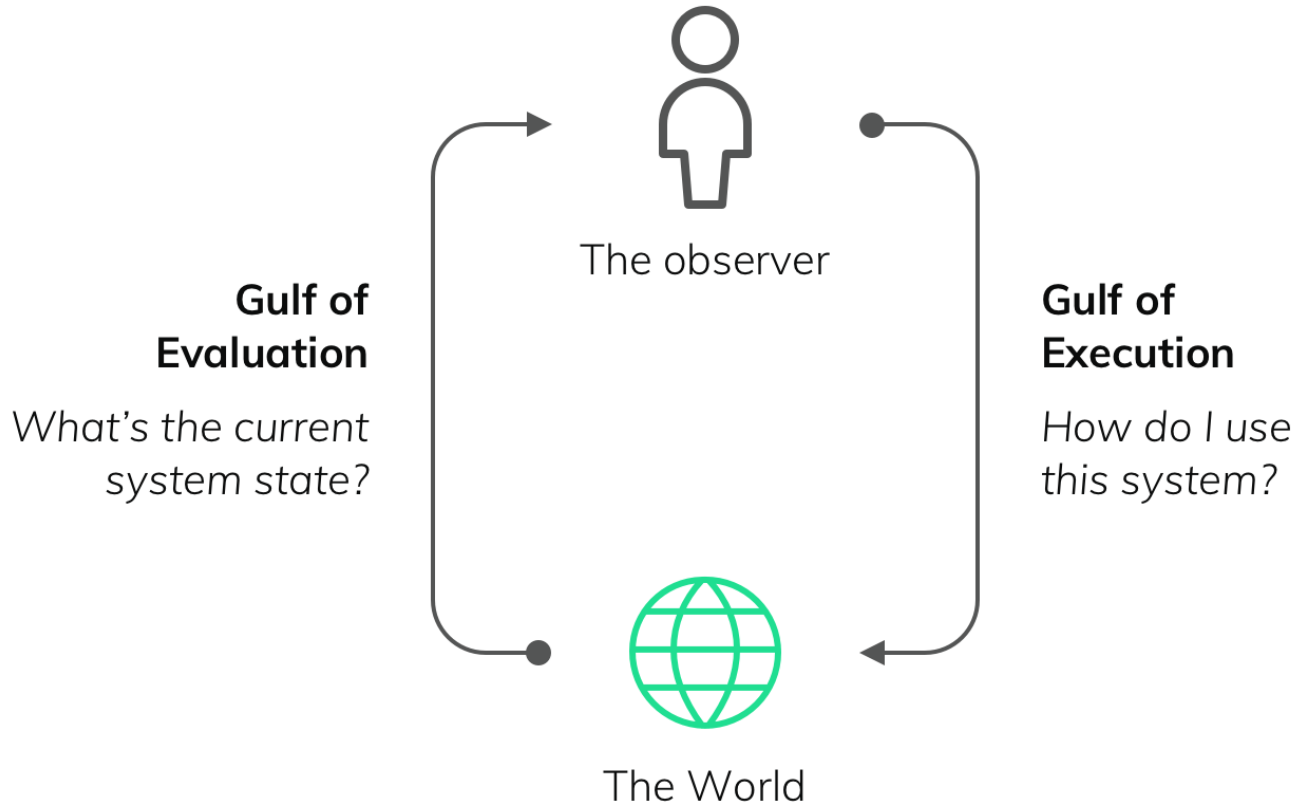 The observer
Gulf of
Evaluation
What’s the current
system state?
Gulf of
Execution
How do I use
this system?
The World